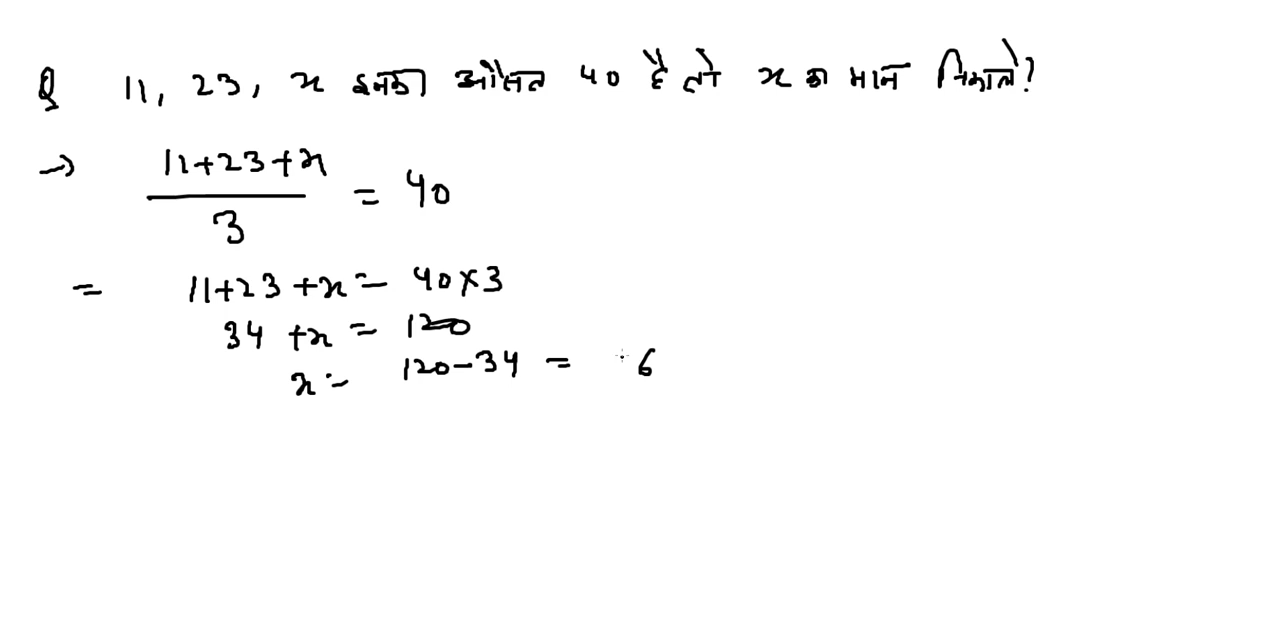 Q 11, 23, x इनका औसत 40 है तो x का मान निकाले?
→ 11+23+x
3
= 40
= 11+23+x = 40×3
34 +x = 120
x = 120-34 = 6